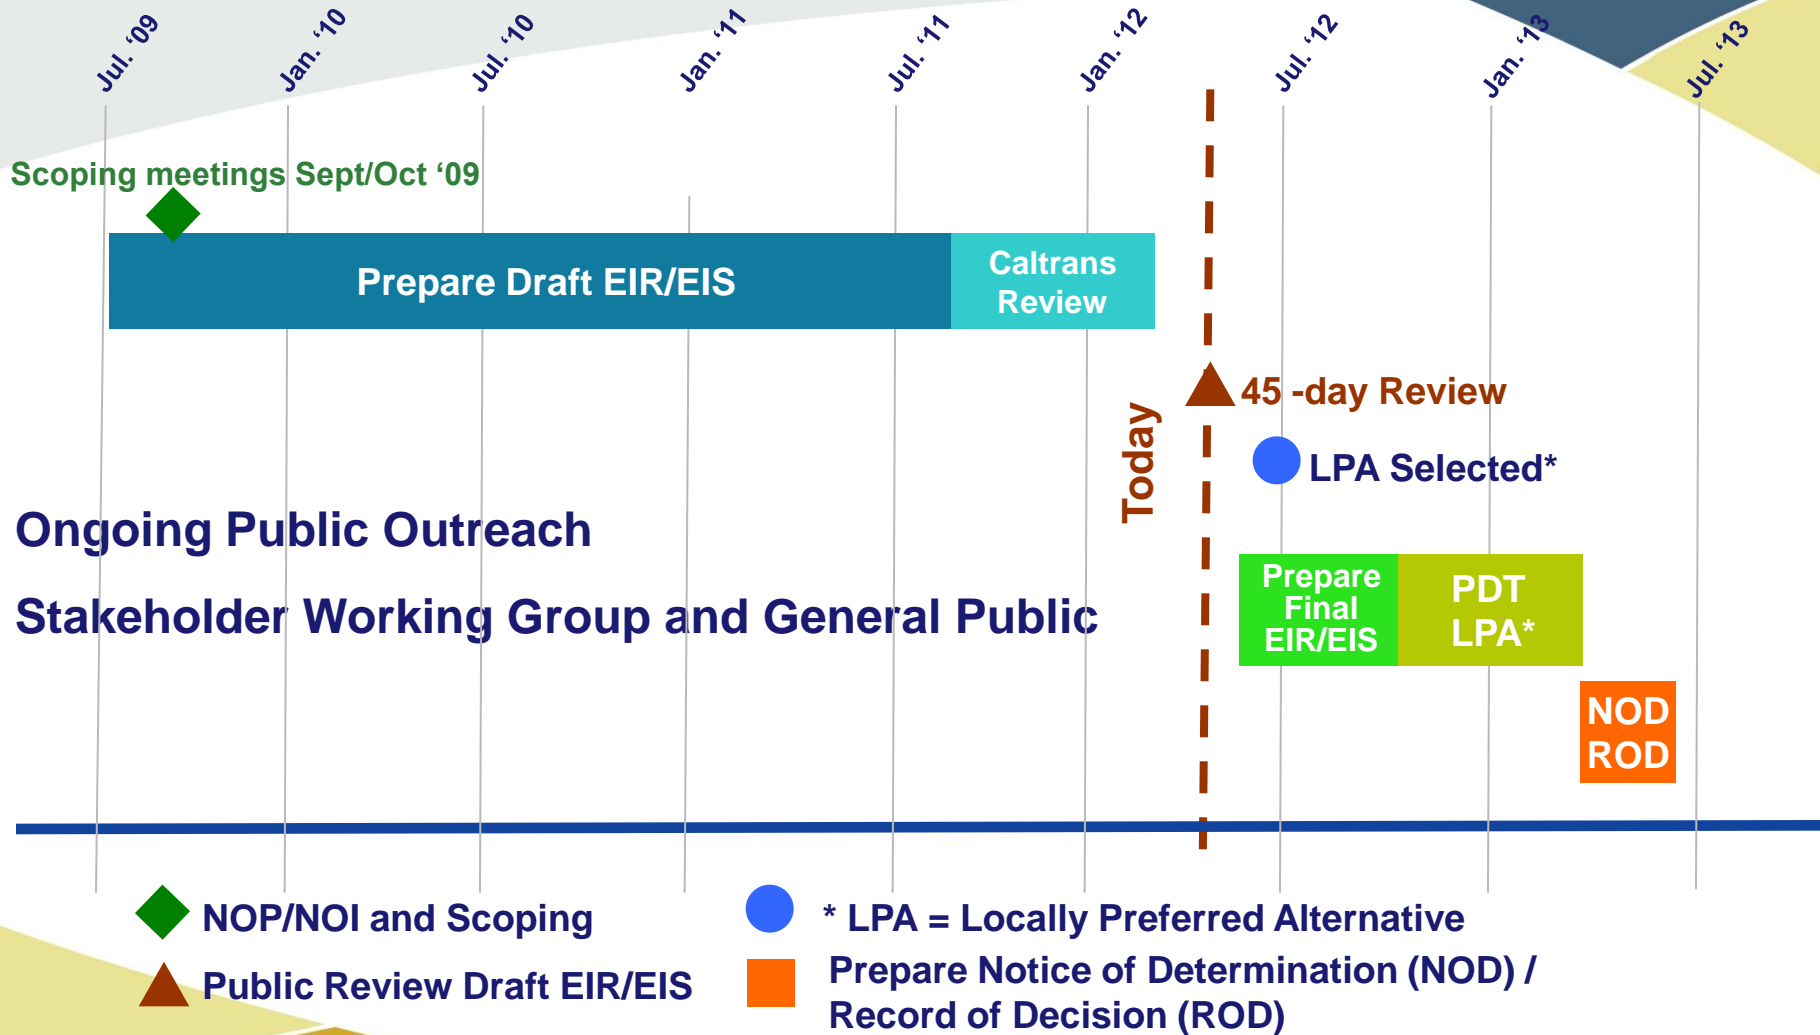 Jul. ‘09
Jan. ‘10
Jul. ‘10
Jan. ‘11
Jul. ‘11
Jan. ‘12
Jul. ‘12
Jan. ‘13
Jul. ‘13
Scoping meetings Sept/Oct ‘09
Prepare Draft EIR/EIS
Caltrans
Review
Today
45 -day Review
LPA Selected*
Ongoing Public Outreach
Stakeholder Working Group and General Public
Prepare
Final
EIR/EIS
PDT
LPA*
NOD
ROD
NOP/NOI and Scoping
* LPA = Locally Preferred Alternative
Public Review Draft EIR/EIS
Prepare Notice of Determination (NOD) /
Record of Decision (ROD)